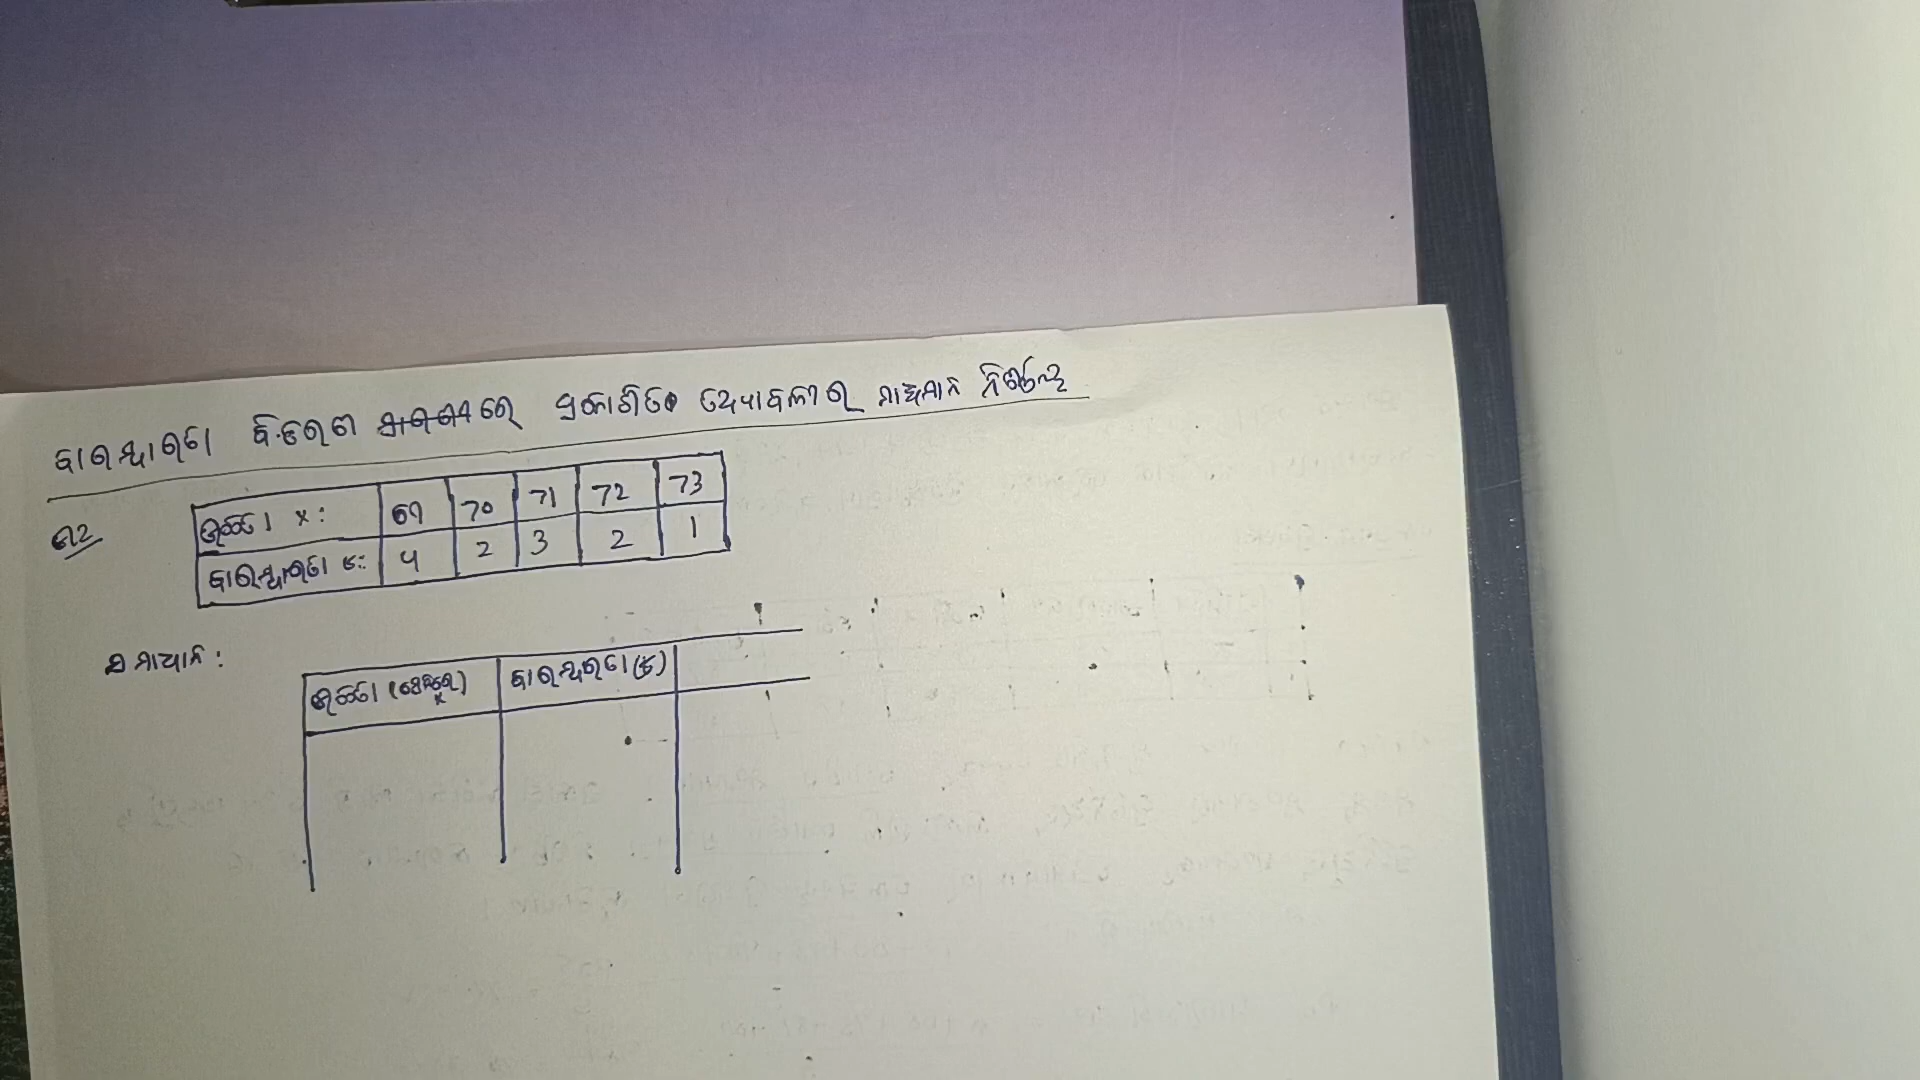 ବାରମ୍ବାରତା ବିତରଣ ସାରଣୀରେ ପ୍ରକାଶିତ ତଥ୍ୟାବଳୀର ମାଧ୍ୟମାନ ନିର୍ଣ୍ଣୟ
ଉଚ୍ଚତା x: 69 70 71 72 73
ବାରମ୍ବାରତା f: 4 2 3 2 1
ସମାଧାନ:
ଉଚ୍ଚତା (ସେମିରେ) ବାରମ୍ବାରତା (f)
x